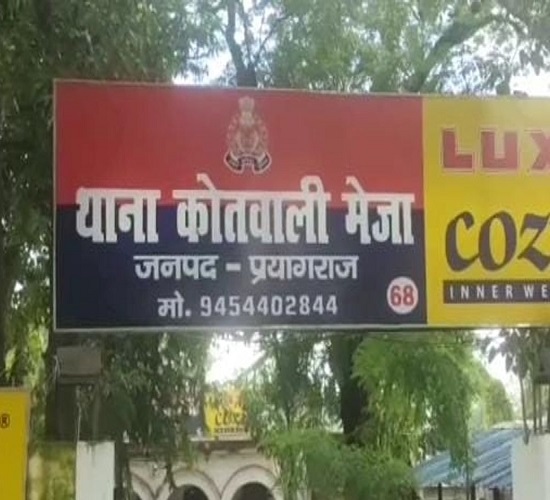 थाना कोतवाली मेजा
जनपद - प्रयागराज
मो. 9454402844
68
LUX
COZ
INNER WE